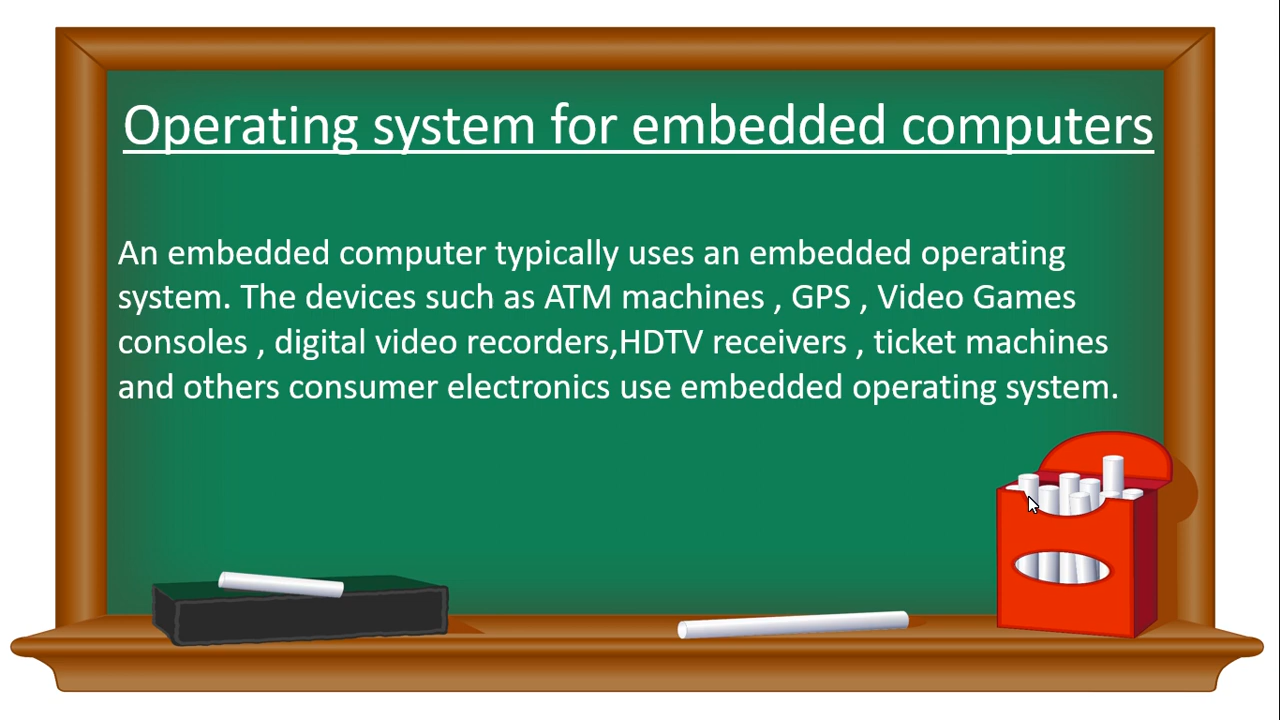 Operating system for embedded computers
An embedded computer typically uses an embedded operating
system. The devices such as ATM machines , GPS , Video Games
consoles , digital video recorders,HDTV receivers , ticket machines
and others consumer electronics use embedded operating system.